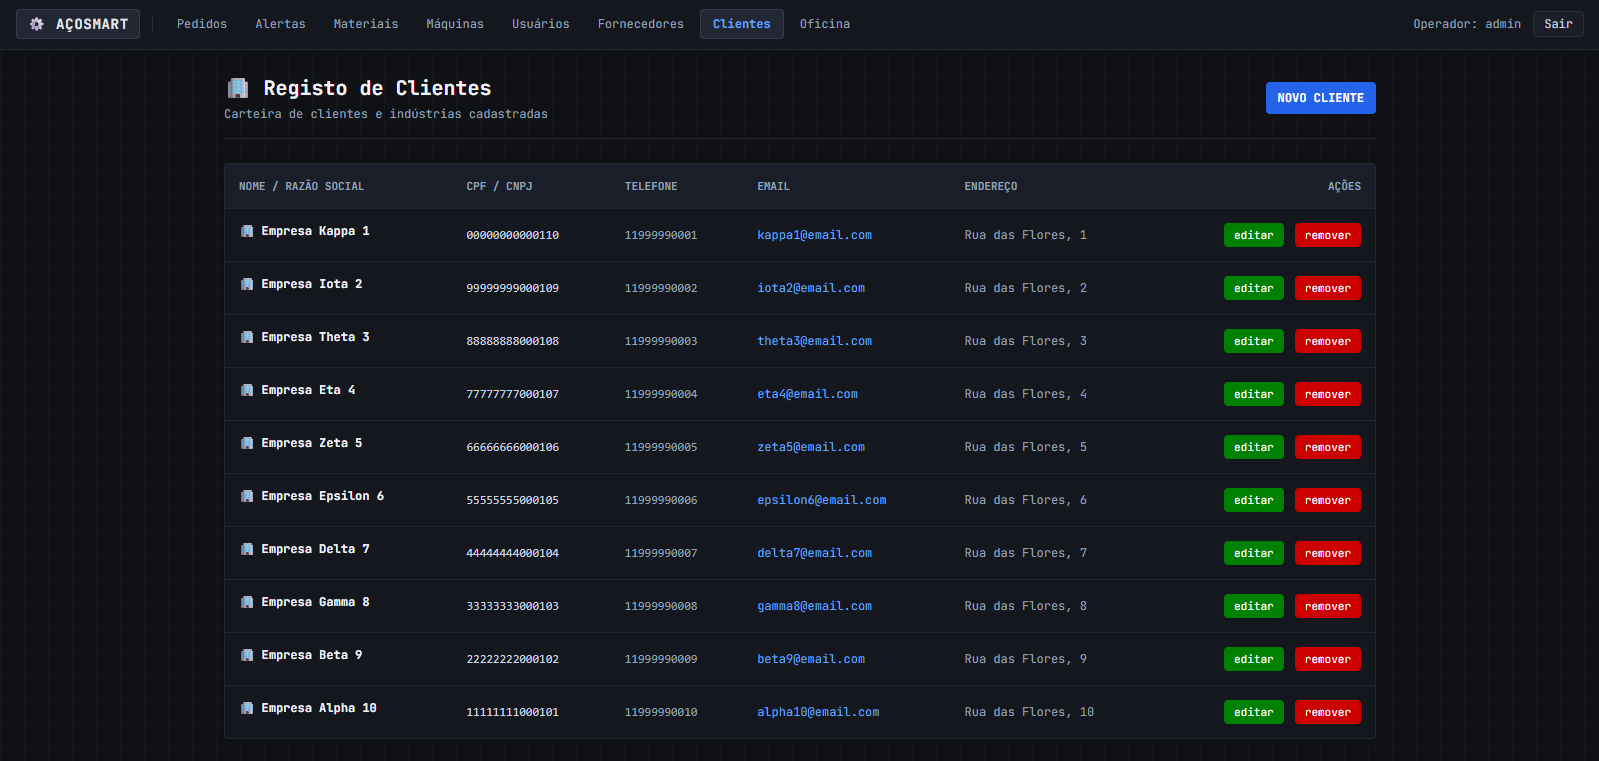 AÇOSMART Pedidos Alertas Materiais Máquinas Usuários Fornecedores Clientes Oficina Operador: admin Sair
Registo de Clientes
Carteira de clientes e indústrias cadastradas
NOVO CLIENTE
NOME / RAZÃO SOCIAL CPF / CNPJ TELEFONE EMAIL ENDEREÇO AÇÕES
Empresa Kappa 1 00000000000110 11999990001 kappa1@email.com Rua das Flores, 1 editar remover
Empresa Iota 2 99999999000109 11999990002 iota2@email.com Rua das Flores, 2 editar remover
Empresa Theta 3 88888888000108 11999990003 theta3@email.com Rua das Flores, 3 editar remover
Empresa Eta 4 77777777000107 11999990004 eta4@email.com Rua das Flores, 4 editar remover
Empresa Zeta 5 66666666000106 11999990005 zeta5@email.com Rua das Flores, 5 editar remover
Empresa Epsilon 6 55555555000105 11999990006 epsilon6@email.com Rua das Flores, 6 editar remover
Empresa Delta 7 44444444000104 11999990007 delta7@email.com Rua das Flores, 7 editar remover
Empresa Gamma 8 33333333000103 11999990008 gamma8@email.com Rua das Flores, 8 editar remover
Empresa Beta 9 22222222000102 11999990009 beta9@email.com Rua das Flores, 9 editar remover
Empresa Alpha 10 11111111000101 11999990010 alpha10@email.com Rua das Flores, 10 editar remover